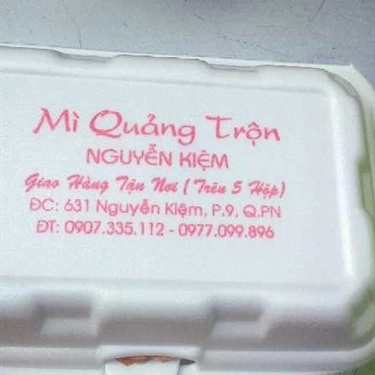 Mì Quảng Trộn
NGUYỄN KIỆM
Giao Hàng Tận Nơi (Trên 5 Hộp)
ĐC: 631 Nguyễn Kiệm, P.9, Q.PN
ĐT: 0907.335.112 - 0977.099.896